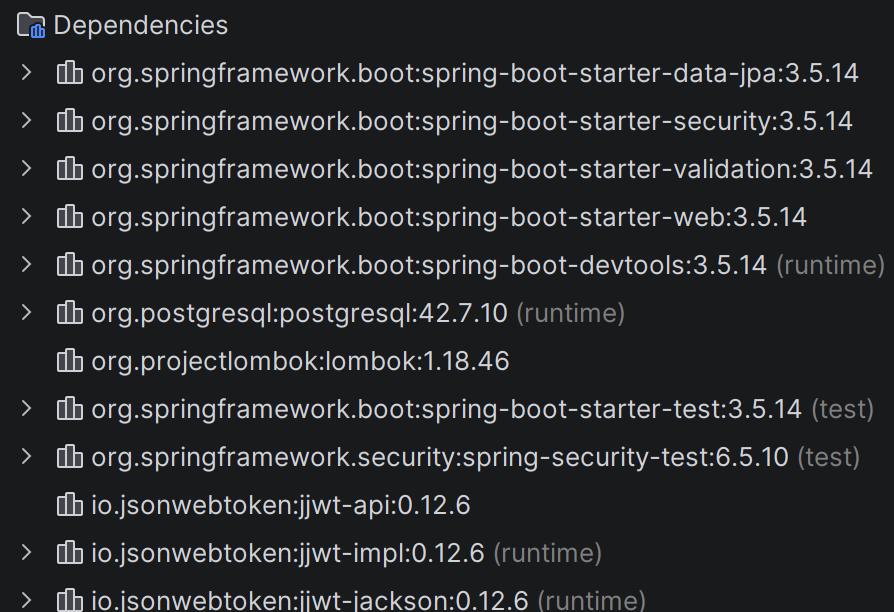 Dependencies
org.springframework.boot:spring-boot-starter-data-jpa:3.5.14
org.springframework.boot:spring-boot-starter-security:3.5.14
org.springframework.boot:spring-boot-starter-validation:3.5.14
org.springframework.boot:spring-boot-starter-web:3.5.14
org.springframework.boot:spring-boot-devtools:3.5.14 (runtime)
org.postgresql:postgresql:42.7.10 (runtime)
org.projectlombok:lombok:1.18.46
org.springframework.boot:spring-boot-starter-test:3.5.14 (test)
org.springframework.security:spring-security-test:6.5.10 (test)
io.jsonwebtoken:jjwt-api:0.12.6
io.jsonwebtoken:jjwt-impl:0.12.6 (runtime)
io.jsonwebtoken:jjwt-jackson:0.12.6 (runtime)